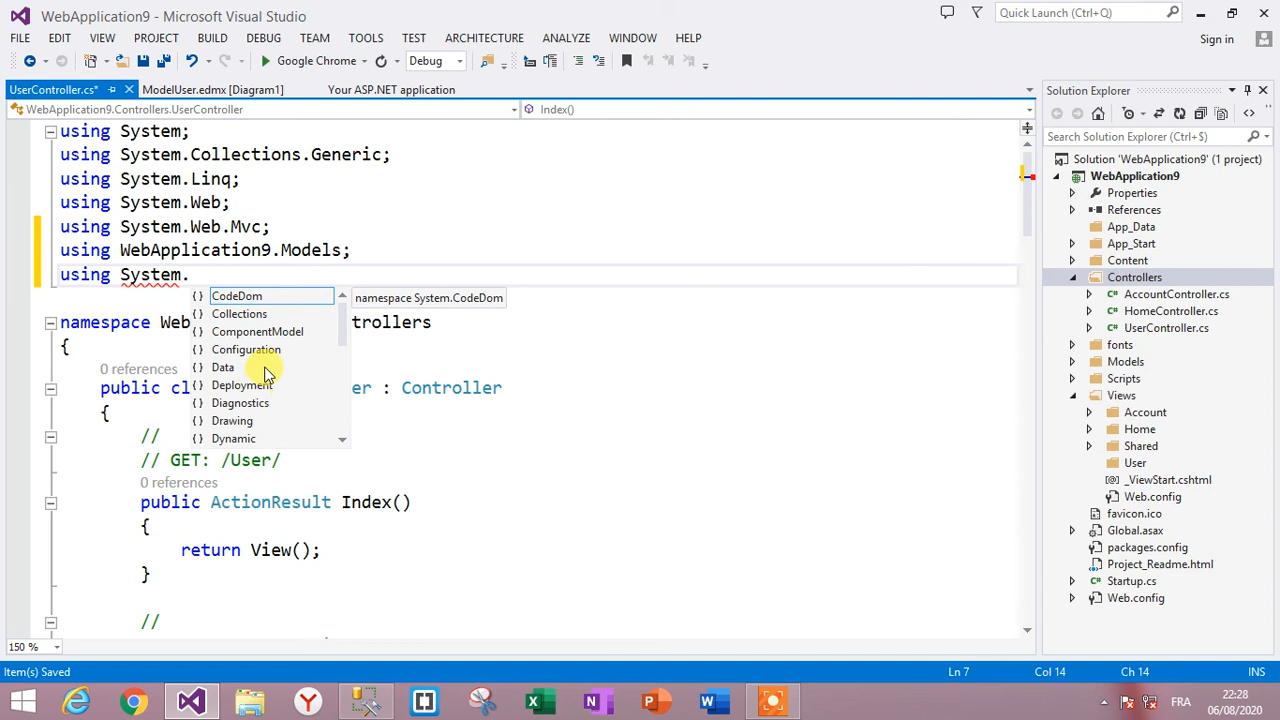 WebApplication9 - Microsoft Visual Studio
Quick Launch (Ctrl+Q)
FILE EDIT VIEW PROJECT BUILD DEBUG TEAM TOOLS TEST ARCHITECTURE ANALYZE WINDOW HELP
Sign in
Google Chrome
Debug
UserController.cs*
ModelUser.edmx [Diagram1]
Your ASP.NET application
WebApplication9.Controllers.UserController
Index()
using System;
using System.Collections.Generic;
using System.Linq;
using System.Web;
using System.Web.Mvc;
using WebApplication9.Models;
using System.
CodeDom
namespace System.CodeDom
Collections
ComponentModel
Configuration
Data
Deployment
Diagnostics
Drawing
Dynamic
namespace Web
trollers
{
0 references
public cl
er : Controller
{
//
// GET: /User/
0 references
public ActionResult Index()
{
return View();
}
//
150 %
Solution Explorer
Search Solution Explorer (Ctrl+$)
Solution 'WebApplication9' (1 project)
WebApplication9
Properties
References
App_Data
App_Start
Content
Controllers
AccountController.cs
HomeController.cs
UserController.cs
fonts
Models
Scripts
Views
Account
Home
Shared
User
_ViewStart.cshtml
Web.config
favicon.ico
Global.asax
packages.config
Project_Readme.html
Startup.cs
Web.config
Item(s) Saved
Ln 7
Col 14
Ch 14
INS
FRA
22:28
06/08/2020